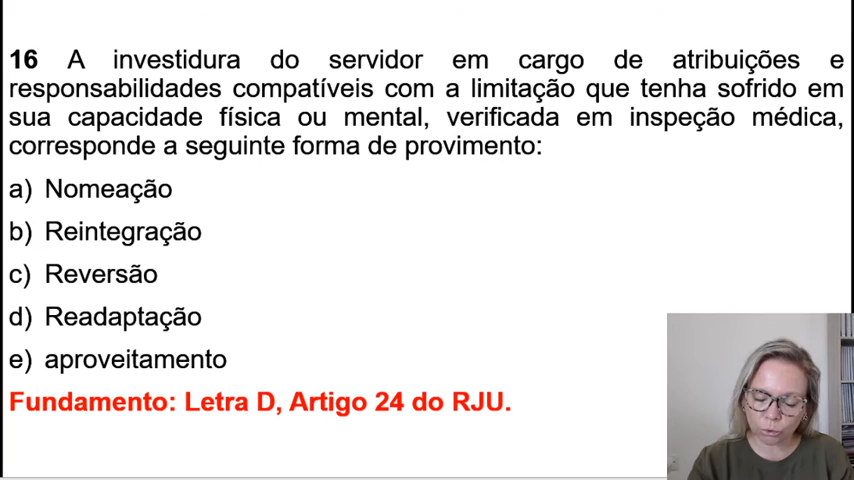 16 A investidura do servidor em cargo de atribuições e
responsabilidades compatíveis com a limitação que tenha sofrido em
sua capacidade física ou mental, verificada em inspeção médica,
corresponde a seguinte forma de provimento:
a) Nomeação
b) Reintegração
c) Reversão
d) Readaptação
e) aproveitamento
Fundamento: Letra D, Artigo 24 do RJU.